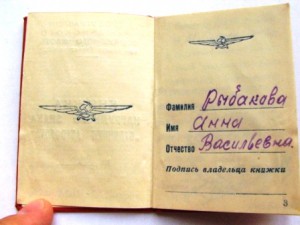 Фамилия Рыбакова
Имя Анна
Отчество Васильевна
Подпись владельца книжки
3